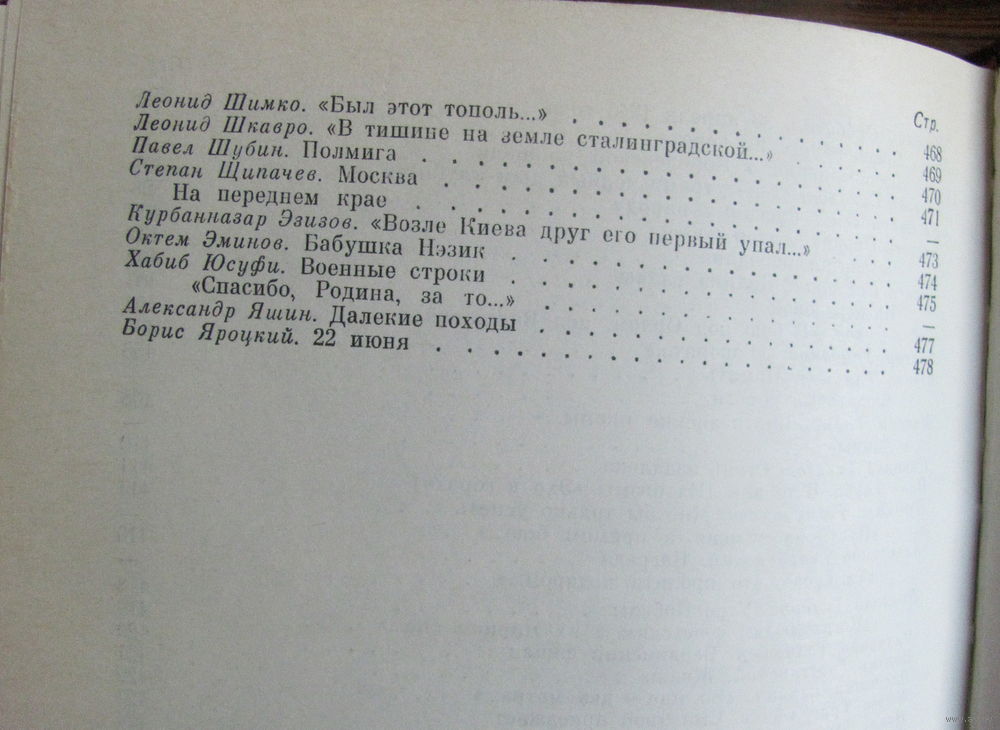 Стр.
Леонид Шимко. «Был этот тополь...» . . . . . . . . . . . . . 468
Леонид Шкавро. «В тишине на земле сталинградской...» . . . . . 469
Павел Шубин. Полмига . . . . . . . . . . . . . . . . . 470
Степан Щипачев. Москва . . . . . . . . . . . . . . . . 471
На переднем крае . . . . . . . . . . . . . . . . . —
Курбанназар Эзизов. «Возле Киева друг его первый упал...» . . . 473
Октем Эминов. Бабушка Нэзик . . . . . . . . . . . . . . 474
Хабиб Юсуфи. Военные строки . . . . . . . . . . . . . . 475
«Спасибо, Родина, за то...» . . . . . . . . . . . . . —
Александр Яшин. Далекие походы . . . . . . . . . . . . . 477
Борис Яроцкий. 22 июня . . . . . . . . . . . . . . . . 478